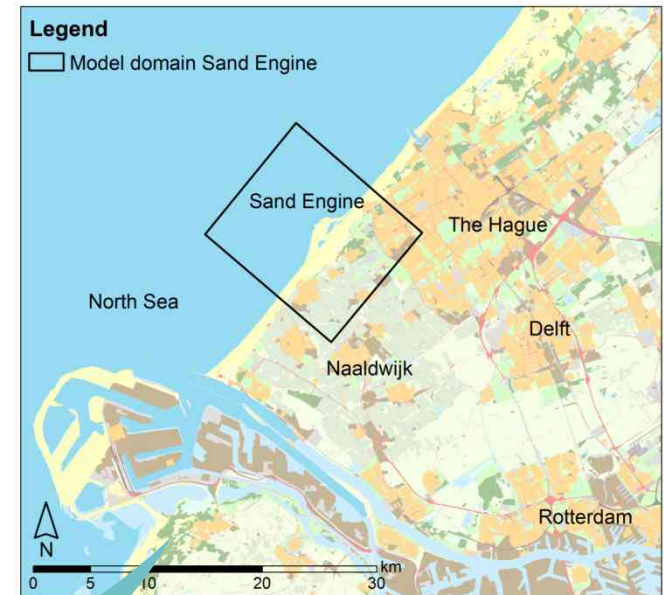 Legend
Model domain Sand Engine
Sand Engine
The Hague
North Sea
Delft
Naaldwijk
Rotterdam
N
km
0 5 10 20 30